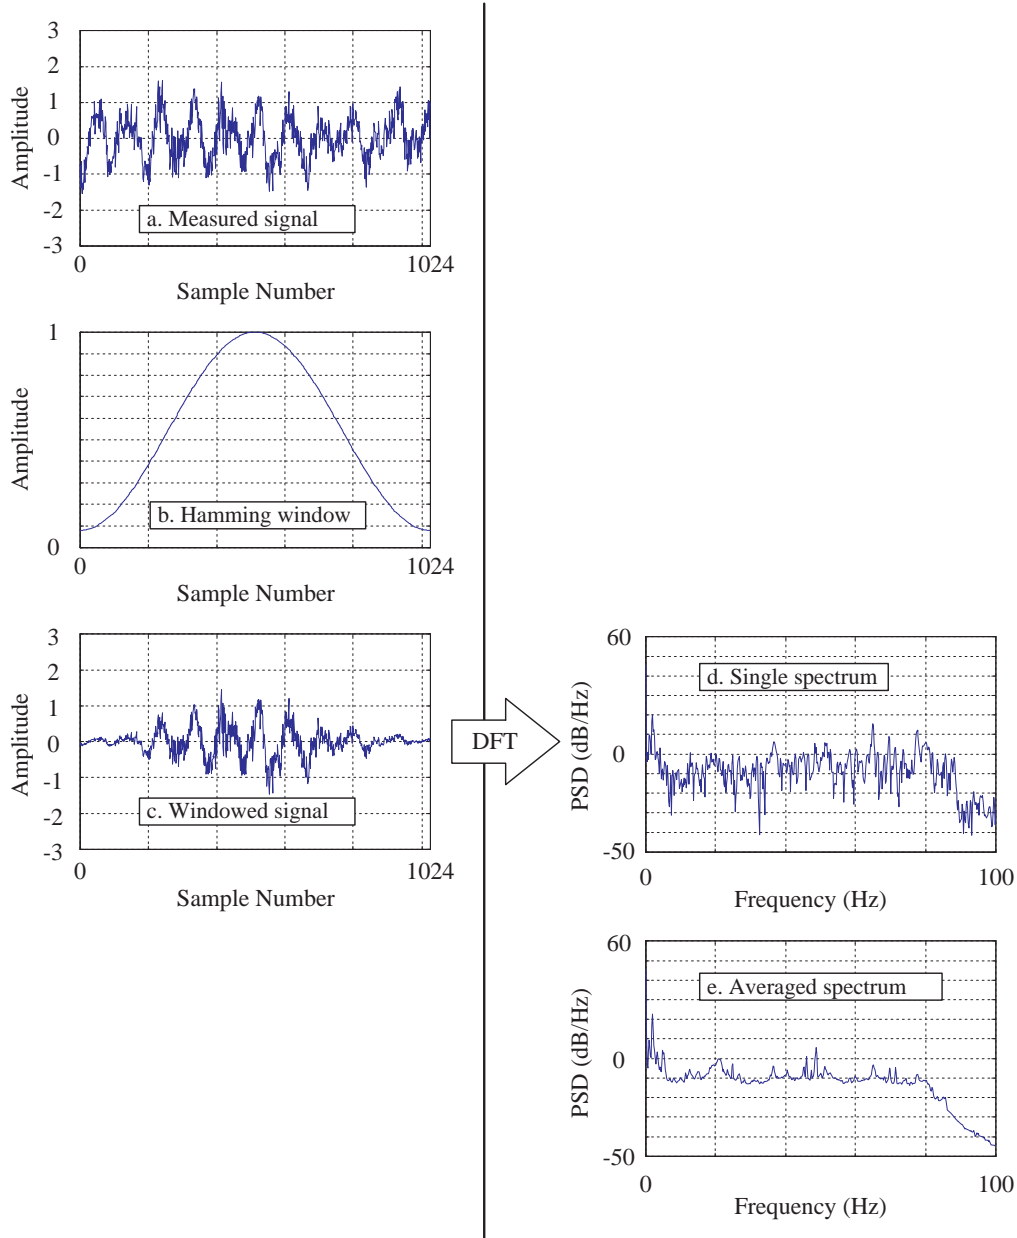 3
2
1
0
-1
-2
-3
Amplitude
a. Measured signal
0
1024
Sample Number
1
0
Amplitude
b. Hamming window
0
1024
Sample Number
3
2
1
0
-1
-2
-3
Amplitude
c. Windowed signal
0
1024
Sample Number
DFT
60
0
-50
PSD (dB/Hz)
d. Single spectrum
0
100
Frequency (Hz)
60
0
-50
PSD (dB/Hz)
e. Averaged spectrum
0
100
Frequency (Hz)